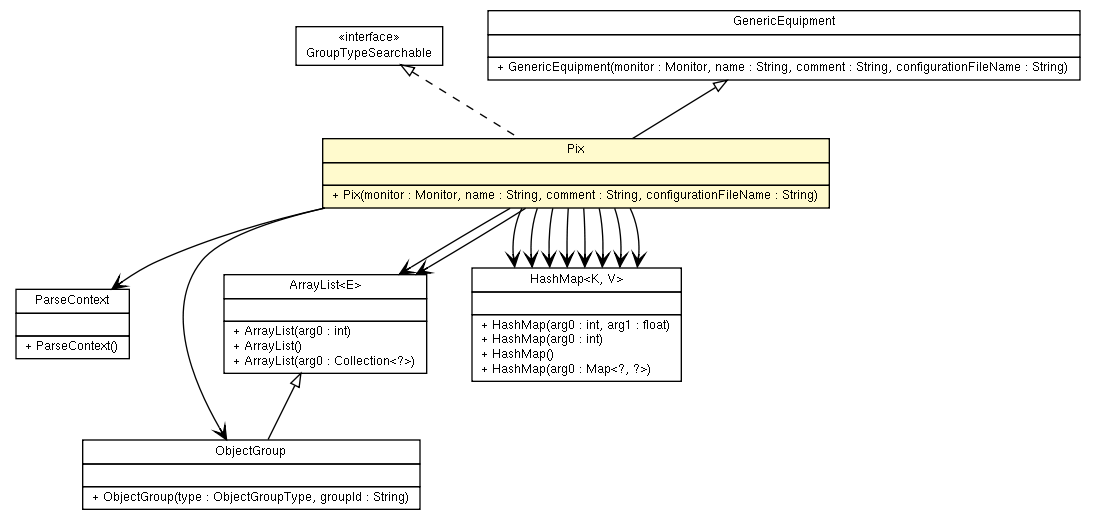 «interface»
GroupTypeSearchable
GenericEquipment
+ GenericEquipment(monitor : Monitor, name : String, comment : String, configurationFileName : String)
Pix
+ Pix(monitor : Monitor, name : String, comment : String, configurationFileName : String)
ParseContext
+ ParseContext()
ArrayList<E>
+ ArrayList(arg0 : int)
+ ArrayList()
+ ArrayList(arg0 : Collection<?>)
HashMap<K, V>
+ HashMap(arg0 : int, arg1 : float)
+ HashMap(arg0 : int)
+ HashMap()
+ HashMap(arg0 : Map<?, ?>)
ObjectGroup
+ ObjectGroup(type : ObjectGroupType, groupId : String)